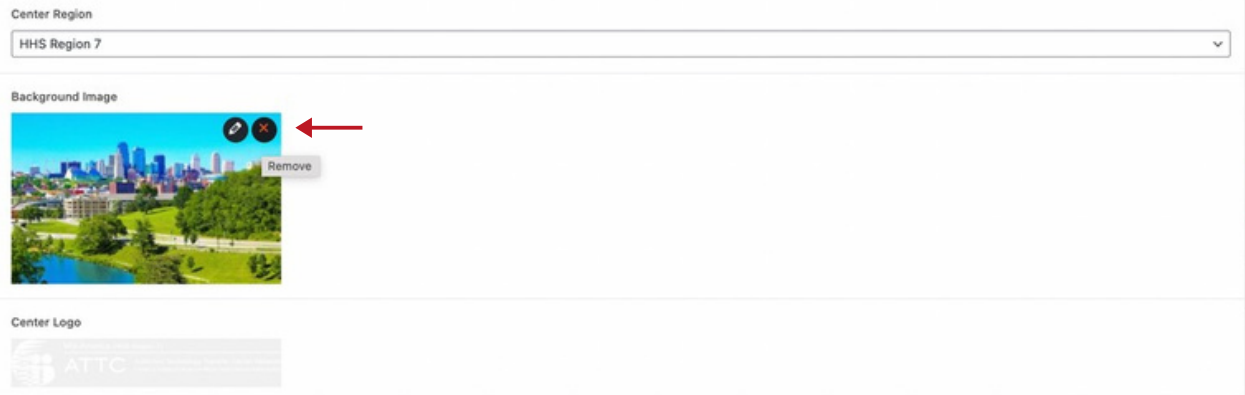 Center Region
HHS Region 7
Background Image
Remove
Center Logo
ATTC